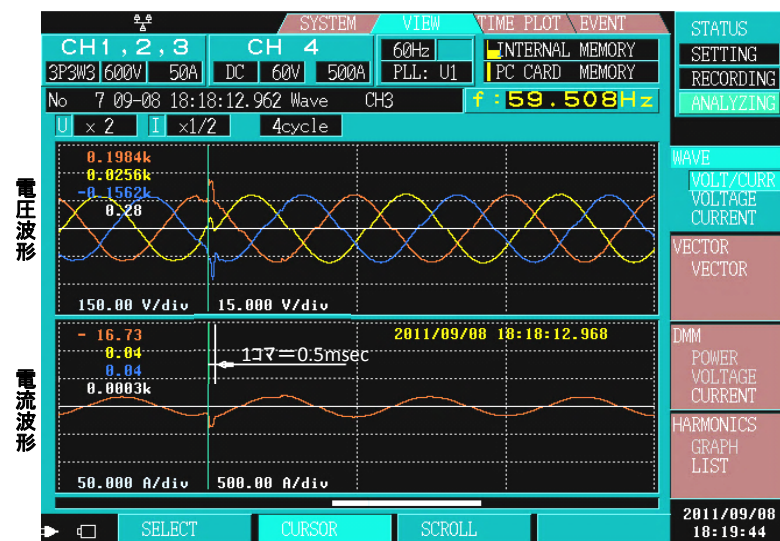 SYSTEM VIEW TIME PLOT EVENT
STATUS
SETTING
RECORDING
ANALYZING
CH1,2,3 CH 4
3P3W3 600V 50A DC 60V 500A
60Hz
PLL: U1
INTERNAL MEMORY
PC CARD MEMORY
No 7 09-08 18:18:12.962 Wave CH3 f:59.508Hz
U ×2 I ×1/2 4cycle
電圧波形
0.1984k
0.0256k
-0.1562k
0.28
150.00 V/div 15.000 V/div
電流波形
- 16.73
0.04
0.04
0.0003k
2011/09/08 18:18:12.968
1コマ=0.5msec
50.000 A/div 500.00 A/div
WAVE
VOLT/CURR
VOLTAGE
CURRENT
VECTOR
VECTOR
DMM
POWER
VOLTAGE
CURRENT
HARMONICS
GRAPH
LIST
SELECT CURSOR SCROLL
2011/09/08
18:19:44